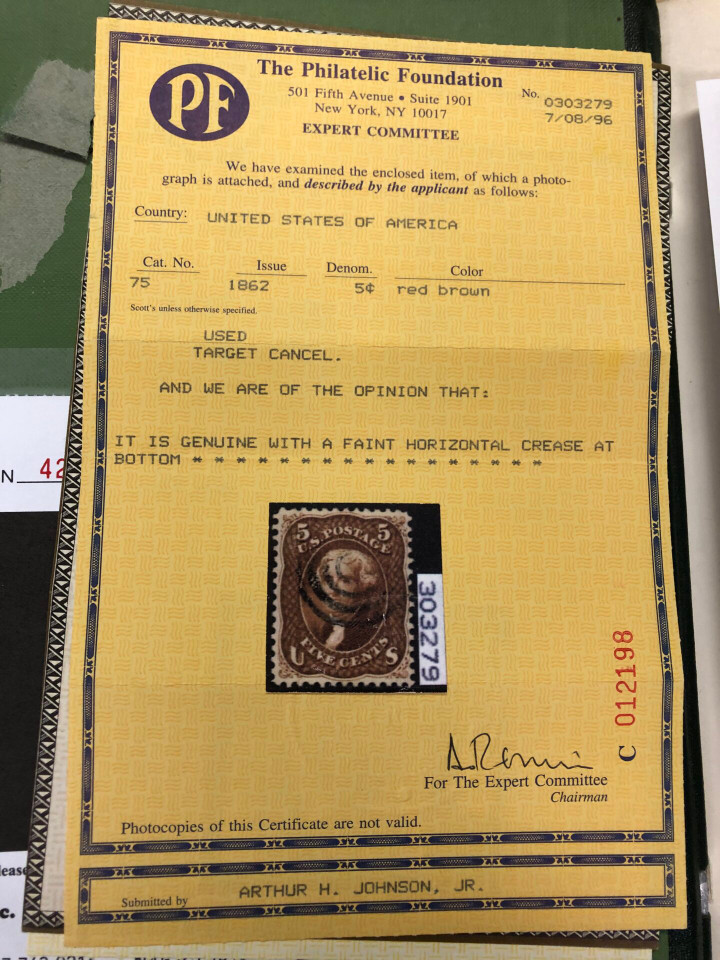 PF
The Philatelic Foundation
501 Fifth Avenue • Suite 1901
New York, NY 10017
EXPERT COMMITTEE
No. 0303279
7/08/96
We have examined the enclosed item, of which a photo-
graph is attached, and described by the applicant as follows:
Country: UNITED STATES OF AMERICA
Cat. No. Issue Denom. Color
75 1862 5¢ red brown
Scott's unless otherwise specified.
USED
TARGET CANCEL.
AND WE ARE OF THE OPINION THAT:
IT IS GENUINE WITH A FAINT HORIZONTAL CREASE AT
BOTTOM * * * * * * * * * * * * * * * * *
N 42
5 5
U.S. POSTAGE
FIVE CENTS
U S
303279
C 012198
For The Expert Committee
Chairman
Photocopies of this Certificate are not valid.
Submitted by ARTHUR H. JOHNSON, JR.
lease
c.